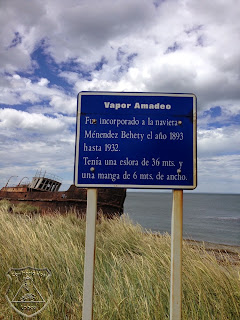 Vapor Amadeo
Fue incorporado a la naviera
Ménendez Behety el año 1893
hasta 1932.
Tenía una eslora de 36 mts. y
una manga de 6 mts. de ancho.